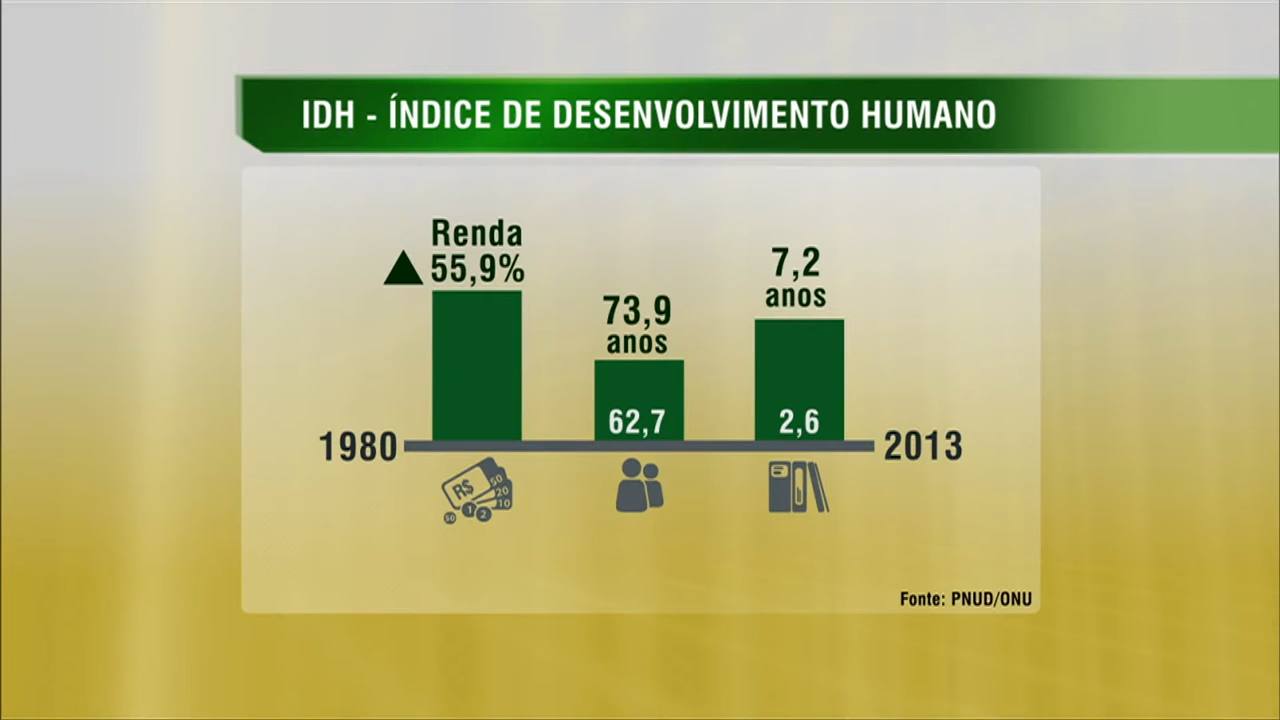 IDH - ÍNDICE DE DESENVOLVIMENTO HUMANO
Renda
55,9%
73,9
anos
62,7
7,2
anos
2,6
1980
2013
R$
50
20
10
50
1
2
Fonte: PNUD/ONU